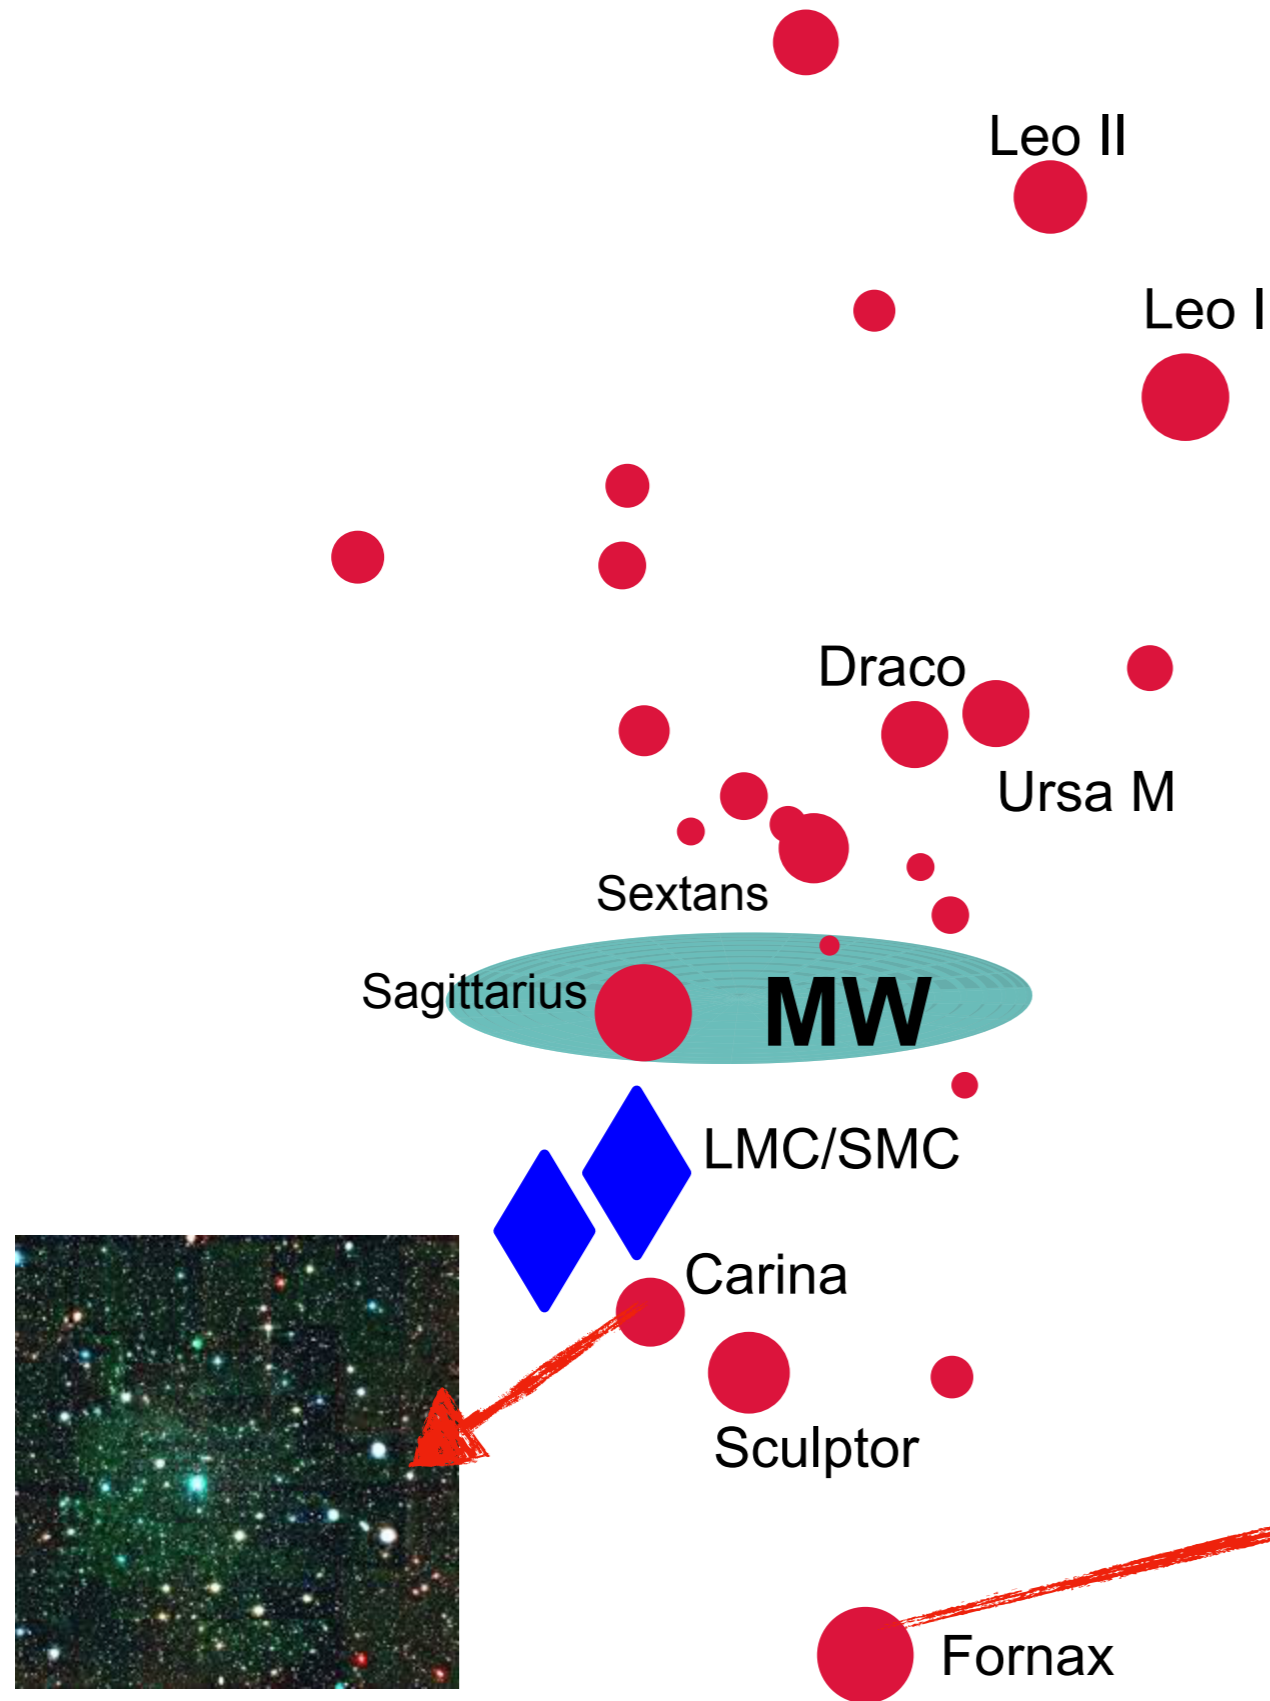 Leo II
Leo I
Draco
Ursa M
Sextans
Sagittarius
MW
LMC/SMC
Carina
Sculptor
Fornax